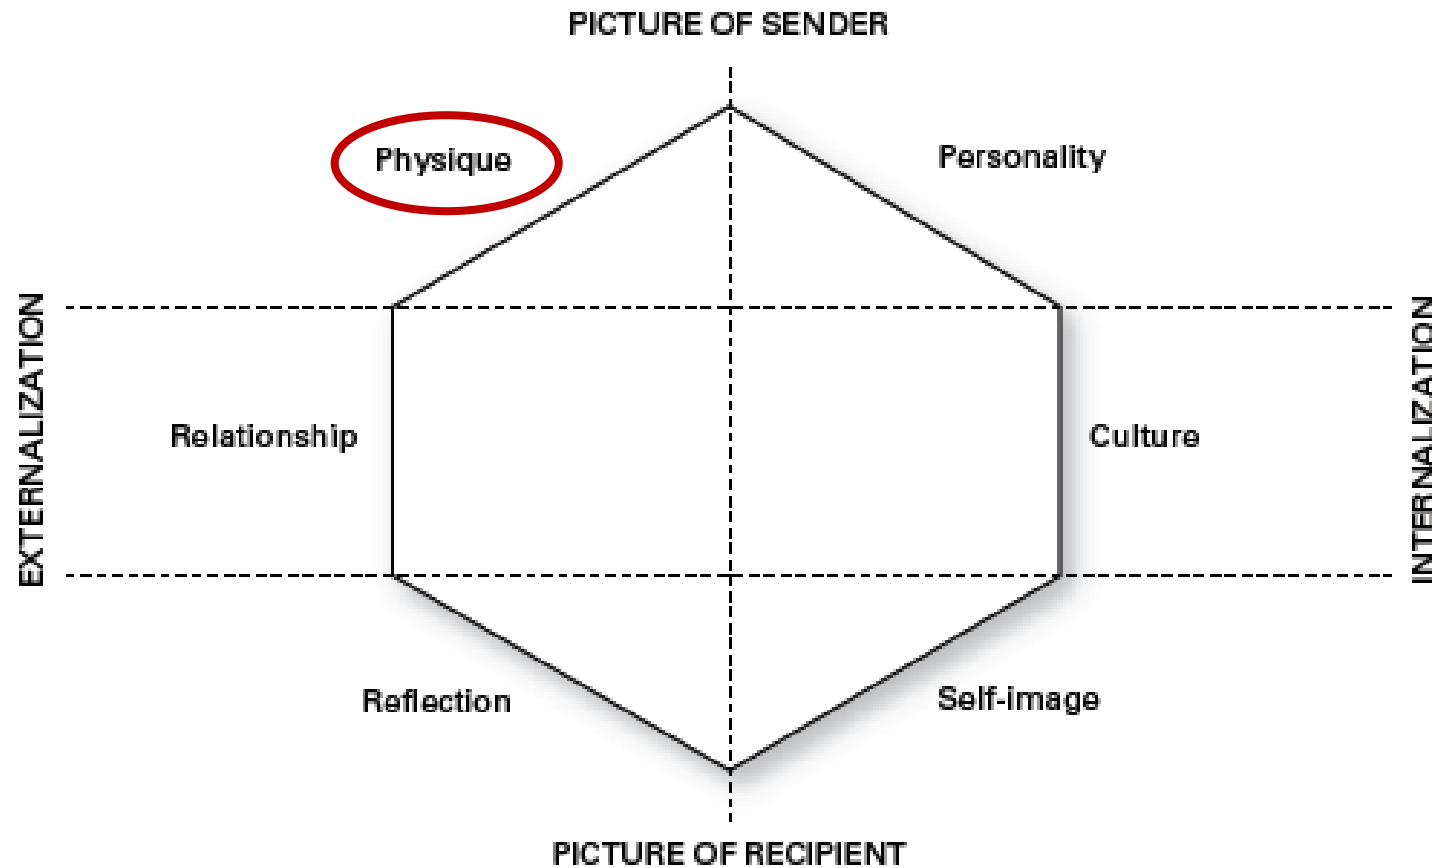 PICTURE OF SENDER
Physique
Personality
EXTERNALIZATION
INTERNALIZATION
Relationship
Culture
Reflection
Self-image
PICTURE OF RECIPIENT